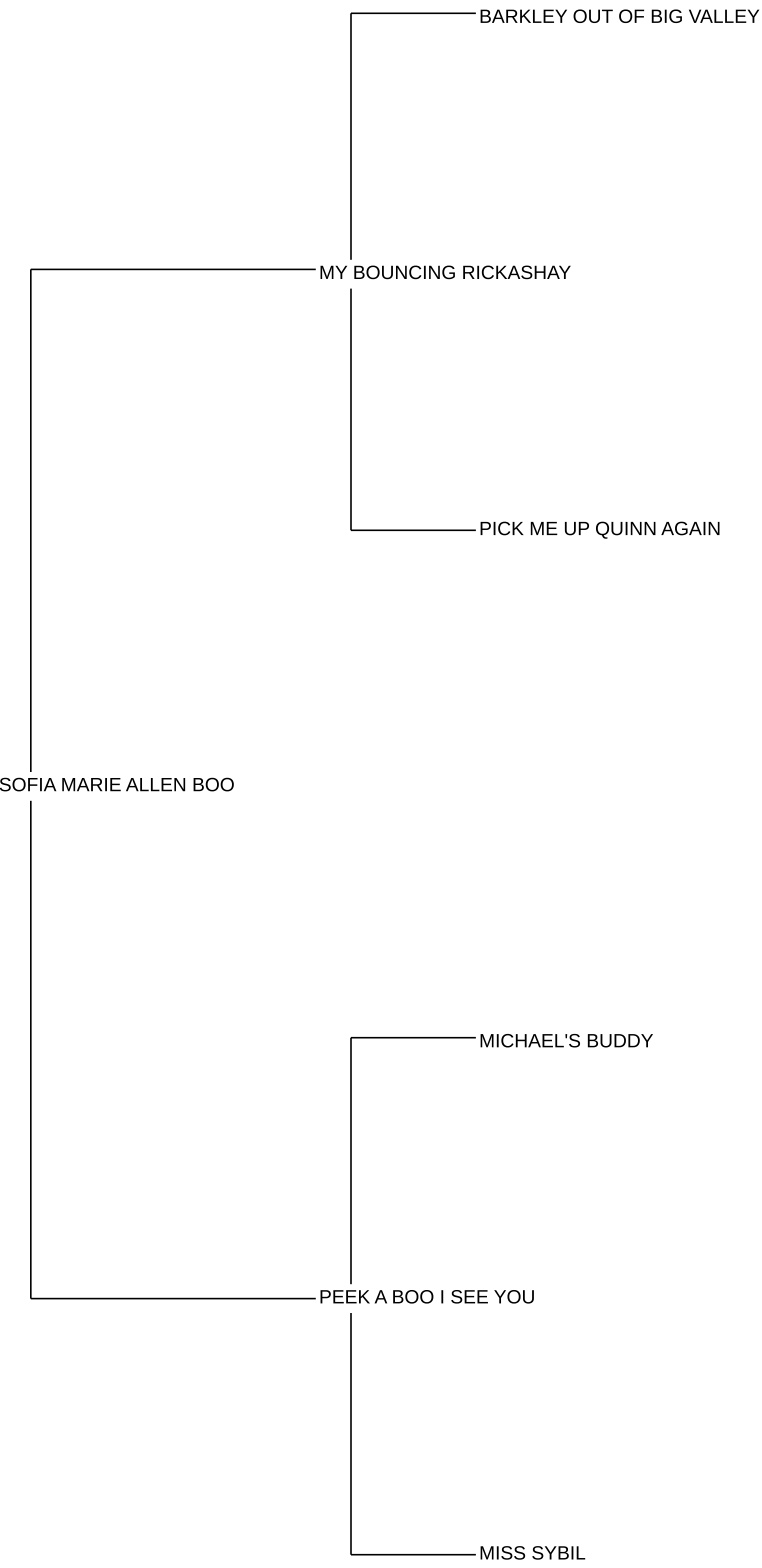 BARKLEY OUT OF BIG VALLEY
MY BOUNCING RICKASHAY
PICK ME UP QUINN AGAIN
SOFIA MARIE ALLEN BOO
MICHAEL'S BUDDY
PEEK A BOO I SEE YOU
MISS SYBIL